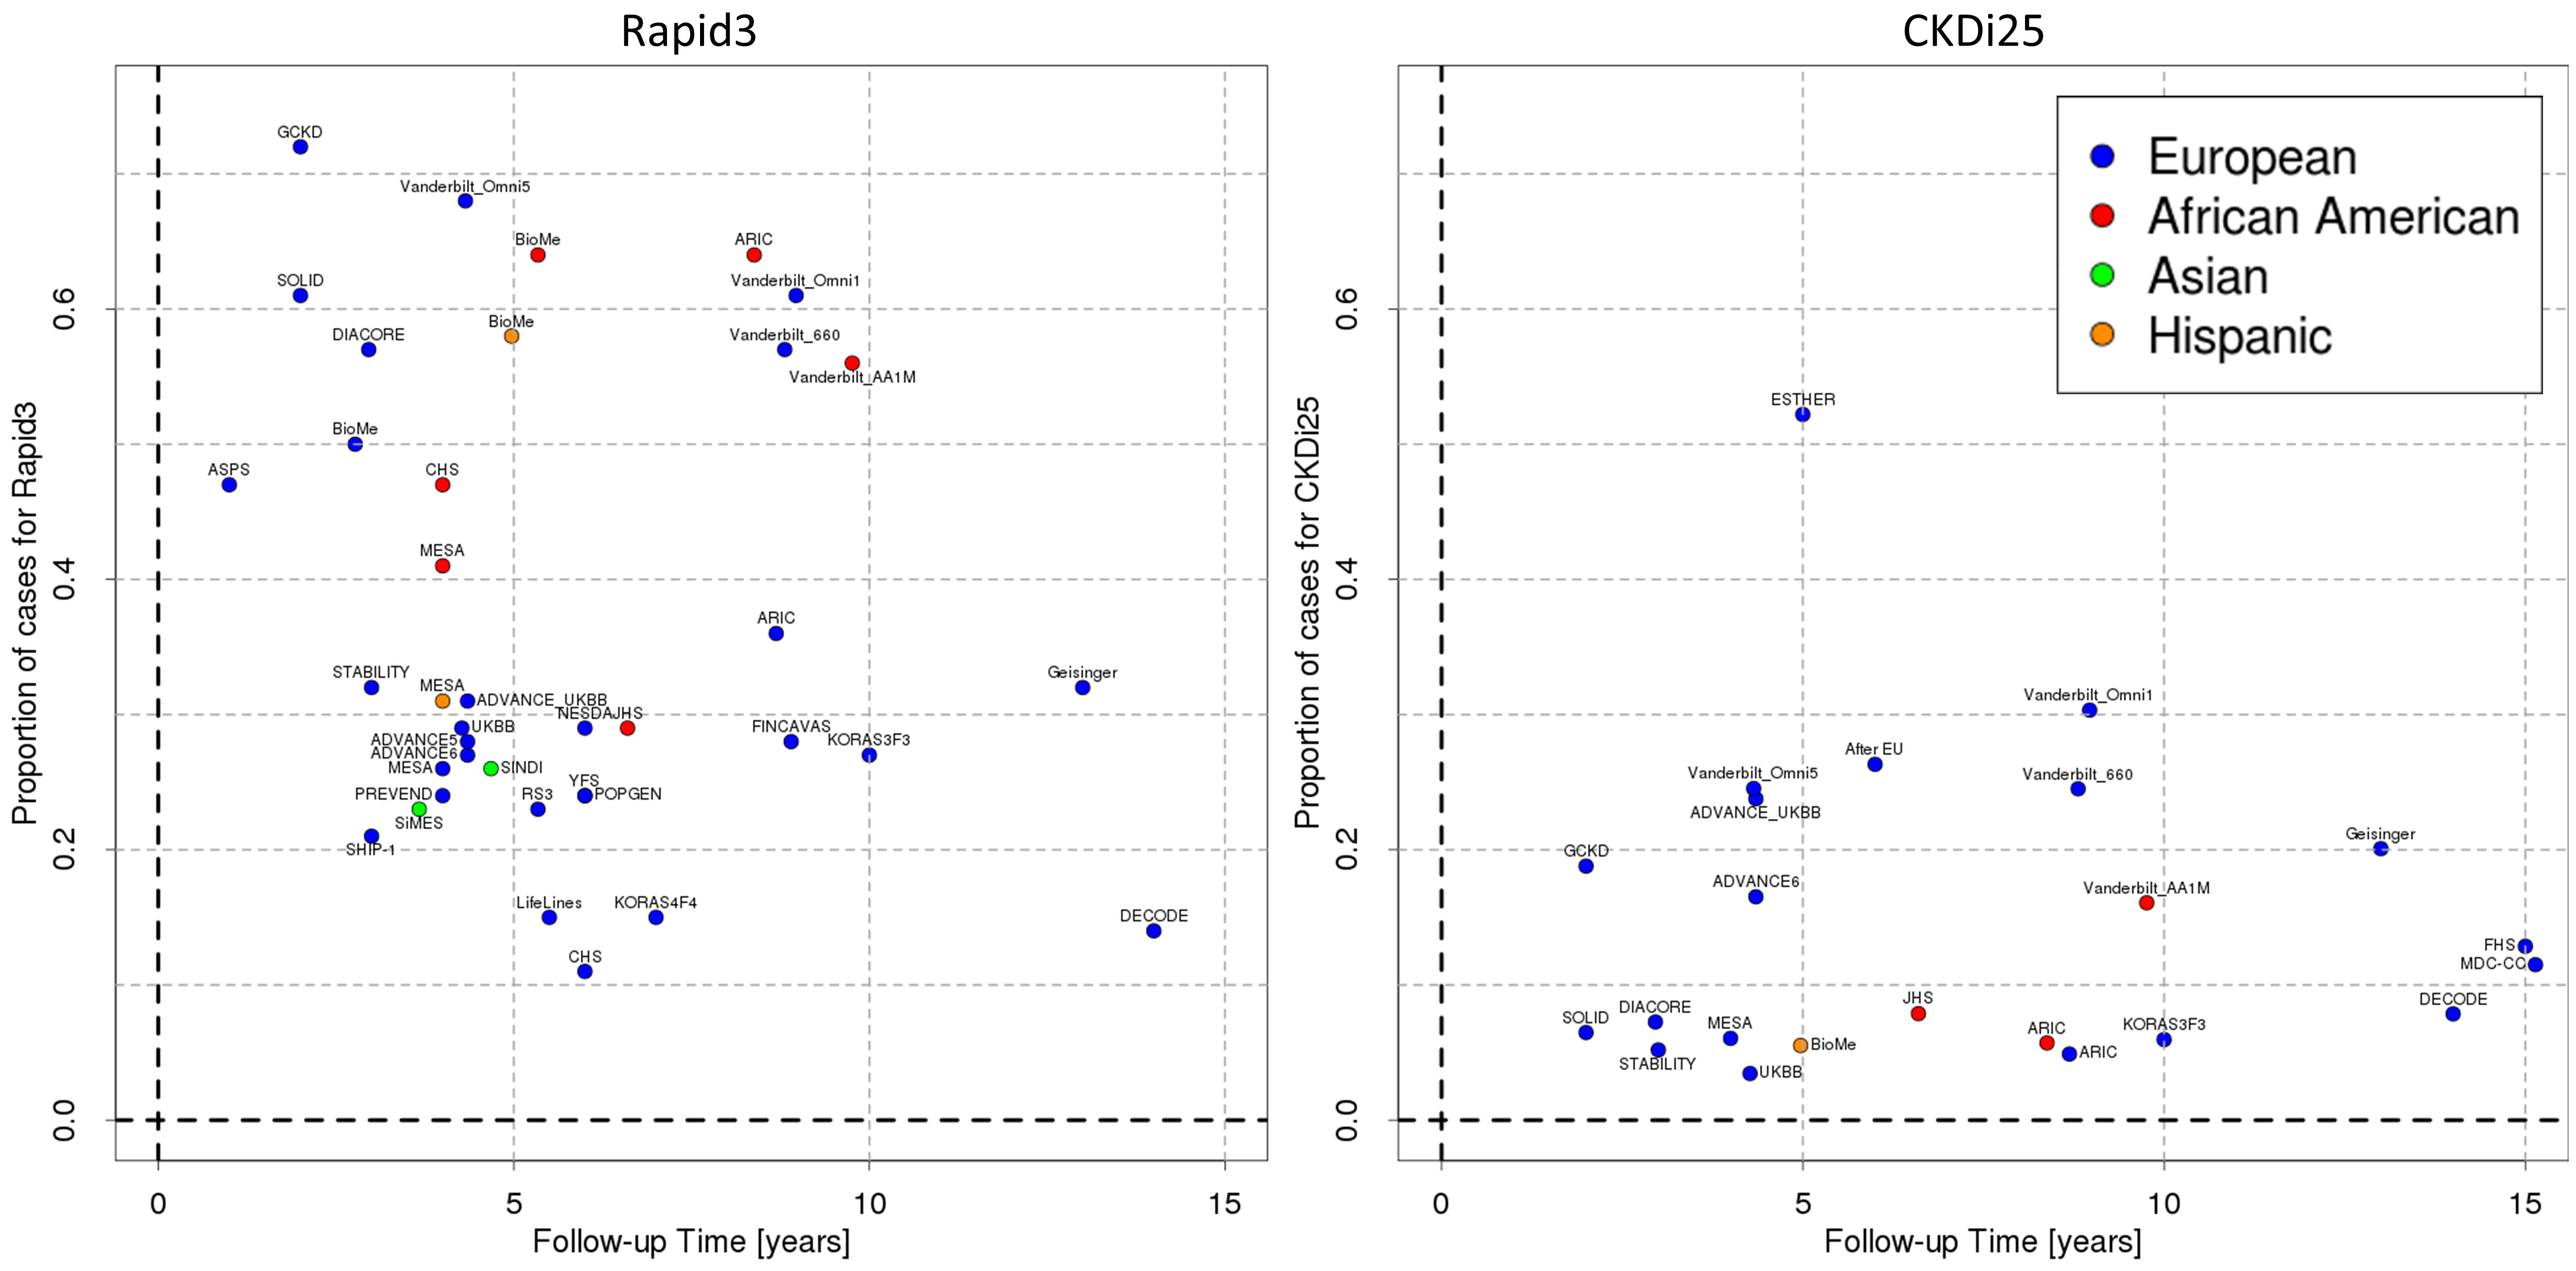 Rapid3
CKDi25
Proportion of cases for Rapid3
0.6
0.4
0.2
0.0
GCKD
Vanderbilt_Omni5
BioMe
ARIC
SOLID
Vanderbilt_Omni1
BioMe
DIACORE
Vanderbilt_660
Vanderbilt_AA1M
BioMe
ASPS
CHS
MESA
ARIC
STABILITY
Geisinger
MESA
ADVANCE_UKBB
NESDA
JHS
UKBB
FINCAVAS
ADVANCE5
KORAS3F3
ADVANCE6
MESA
SINDI
YFS
PREVEND
RS3
POPGEN
SiMES
SHIP-1
LifeLines
KORAS4F4
DECODE
CHS
0
5
10
15
Follow-up Time [years]
Proportion of cases for CKDi25
0.6
0.4
0.2
0.0
European
African American
Asian
Hispanic
ESTHER
Vanderbilt_Omni1
After EU
Vanderbilt_Omni5
Vanderbilt_660
ADVANCE_UKBB
Geisinger
GCKD
ADVANCE6
Vanderbilt_AA1M
FHS
MDC-CC
JHS
DECODE
DIACORE
SOLID
MESA
ARIC
KORAS3F3
BioMe
ARIC
STABILITY
UKBB
0
5
10
15
Follow-up Time [years]